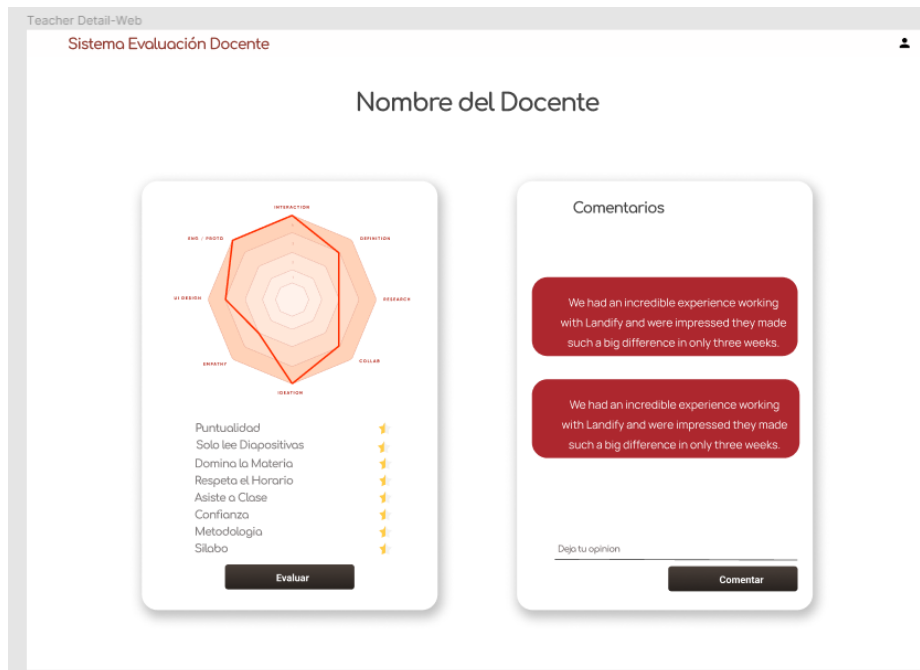 Teacher Detail-Web
Sistema Evaluación Docente
Nombre del Docente
INTERACTION
DEFINITION
RESEARCH
COLLAB
IDEATION
EMPATHY
UI DESIGN
END / PROTO
Puntualidad
Solo lee Diapositivas
Domina la Materia
Respeta el Horario
Asiste a Clase
Confianza
Metodologia
Silabo
Evaluar
Comentarios
We had an incredible experience working
with Landify and were impressed they made
such a big difference in only three weeks.
We had an incredible experience working
with Landify and were impressed they made
such a big difference in only three weeks.
Deja tu opinion
Comentar